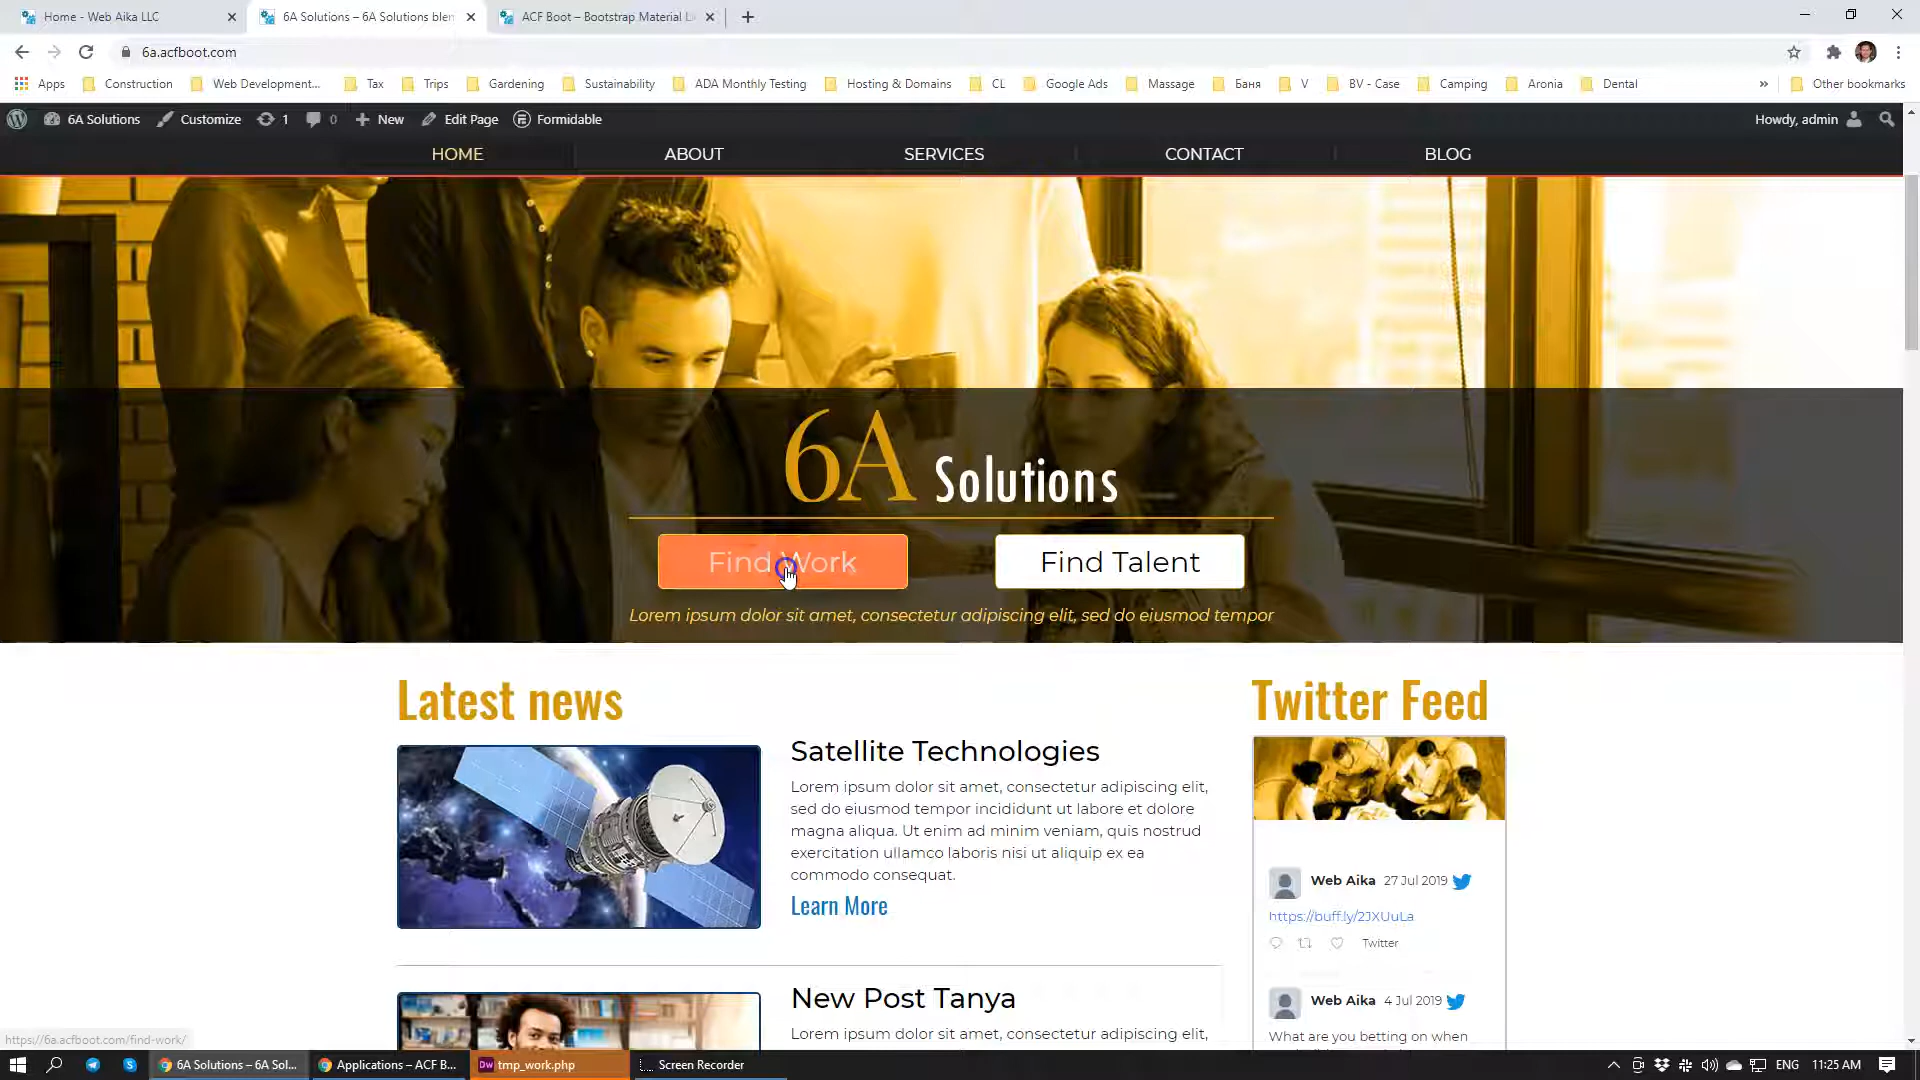 Home - Web Aika LLC
6A Solutions – 6A Solutions blen
ACF Boot – Bootstrap Material
6a.acfboot.com
Apps
Construction
Web Development...
Tax
Trips
Gardening
Sustainability
ADA Monthly Testing
Hosting & Domains
CL
Google Ads
Massage
Баня
V
BV - Case
Camping
Aronia
Dental
»
Other bookmarks
6A Solutions
Customize
1
0
New
Edit Page
Formidable
Howdy, admin
HOME
ABOUT
SERVICES
CONTACT
BLOG
6A Solutions
Find Work
Find Talent
Lorem ipsum dolor sit amet, consectetur adipiscing elit, sed do eiusmod tempor
Latest news
Satellite Technologies
Lorem ipsum dolor sit amet, consectetur adipiscing elit,
sed do eiusmod tempor incididunt ut labore et dolore
magna aliqua. Ut enim ad minim veniam, quis nostrud
exercitation ullamco laboris nisi ut aliquip ex ea
commodo consequat.
Learn More
New Post Tanya
Lorem ipsum dolor sit amet, consectetur adipiscing elit,
Twitter Feed
Web Aika 27 Jul 2019
https://buff.ly/2JXUuLa
Twitter
Web Aika 4 Jul 2019
What are you betting on when
https://6a.acfboot.com/find-work/
6A Solutions – 6A Sol...
Applications – ACF B...
Dw
tmp_work.php
Screen Recorder
ENG
11:25 AM